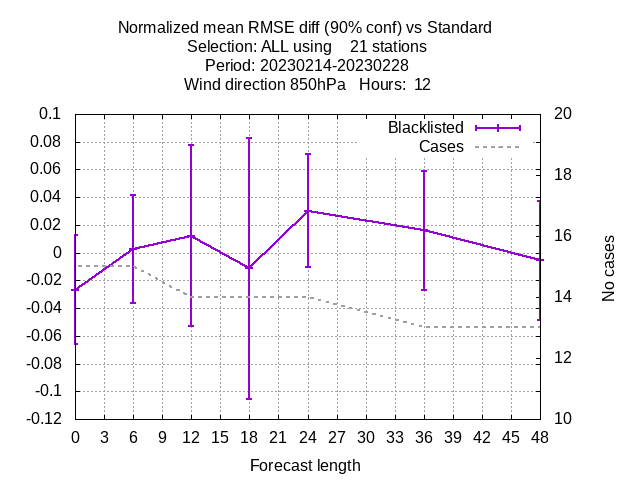 Normalized mean RMSE diff (90% conf) vs Standard
Selection: ALL using    21 stations
Period: 20230214-20230228
Wind direction 850hPa   Hours:  12
0.1
0.08
0.06
0.04
0.02
0
-0.02
-0.04
-0.06
-0.08
-0.1
-0.12
Blacklisted
Cases
20
18
16
14
12
10
No cases
0 3 6 9 12 15 18 21 24 27 30 33 36 39 42 45 48
Forecast length